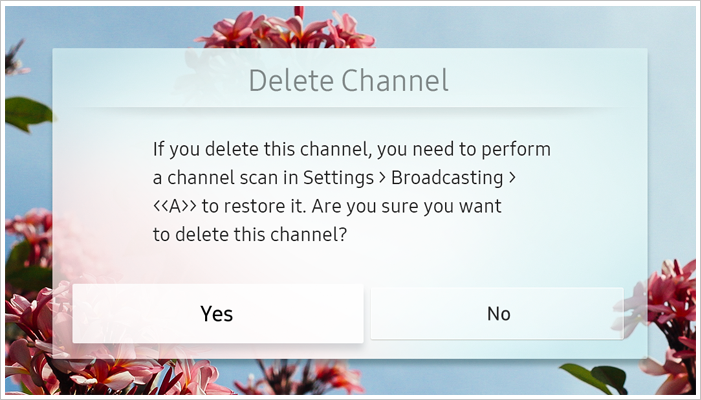 Delete Channel
If you delete this channel, you need to perform
a channel scan in Settings > Broadcasting >
<<A>> to restore it. Are you sure you want
to delete this channel?
Yes No